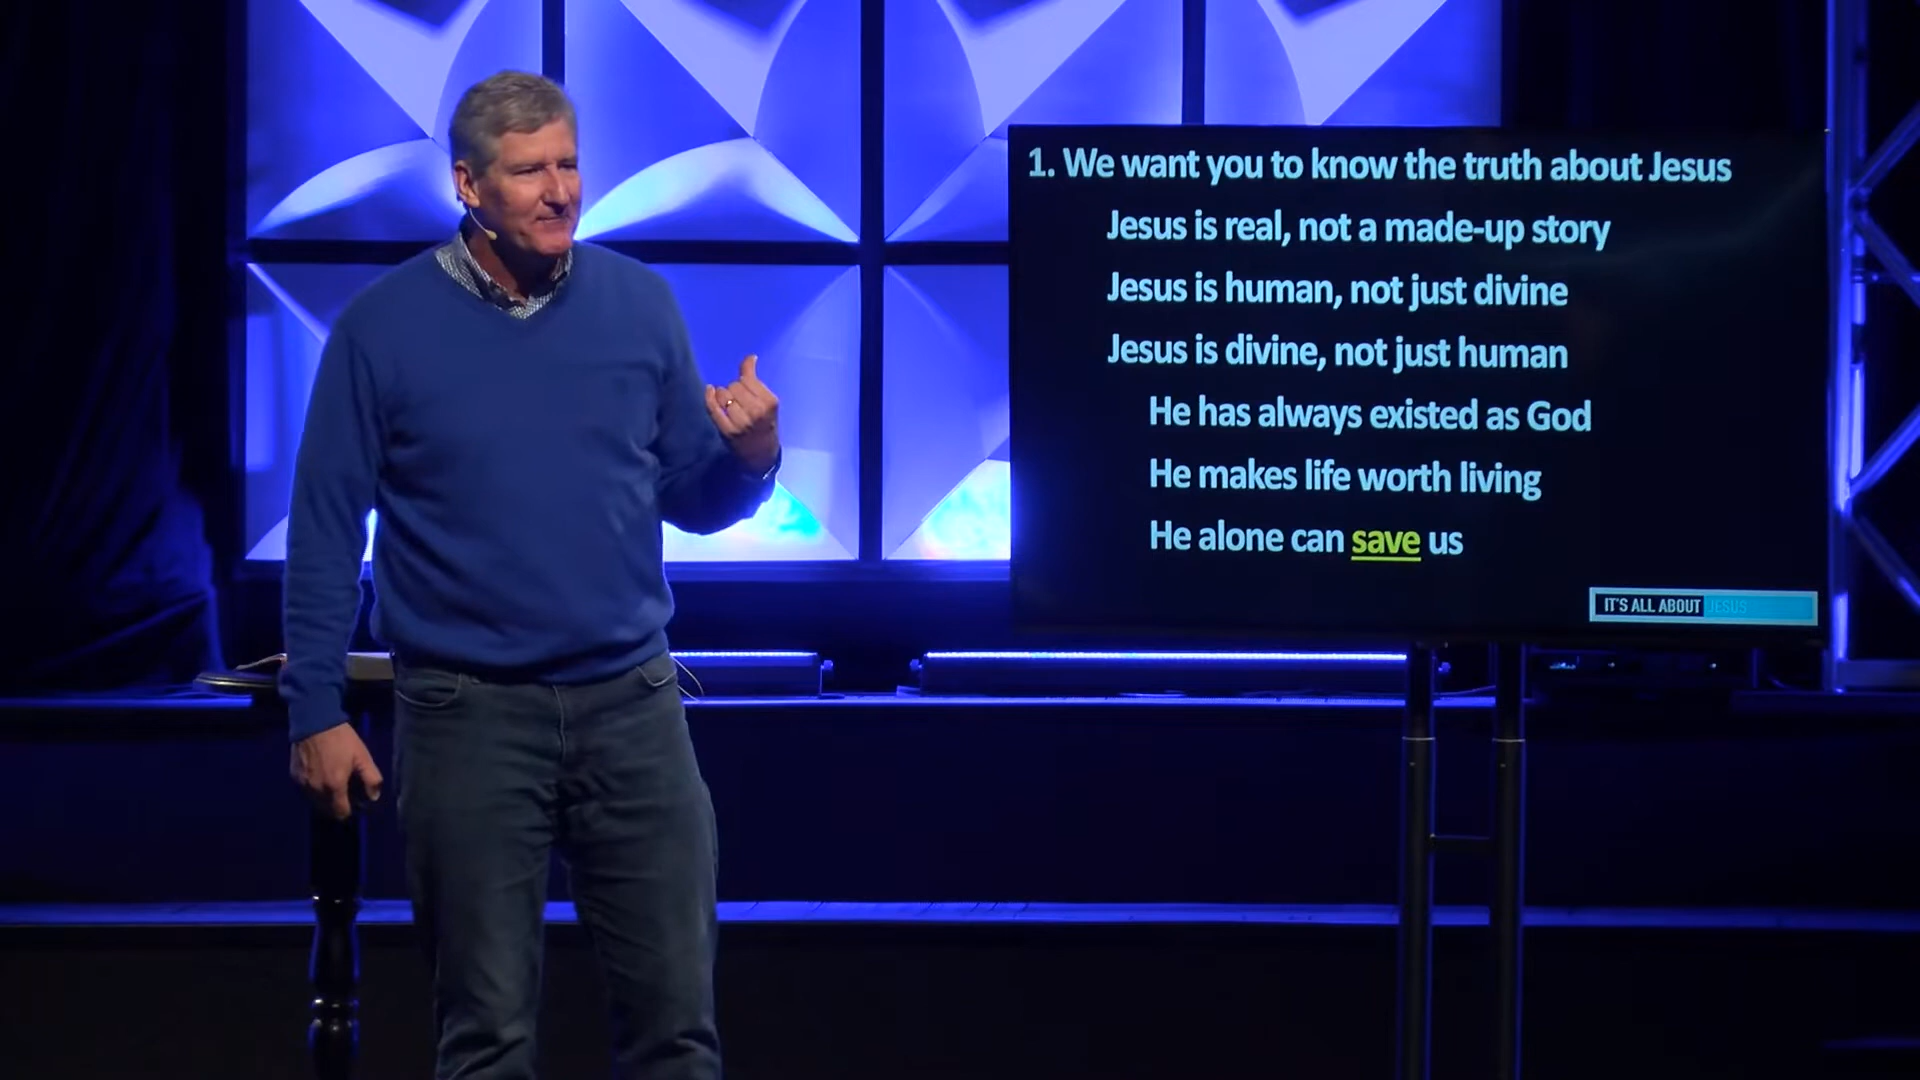 1. We want you to know the truth about Jesus
Jesus is real, not a made-up story
Jesus is human, not just divine
Jesus is divine, not just human
He has always existed as God
He makes life worth living
He alone can save us
IT'S ALL ABOUT JESUS